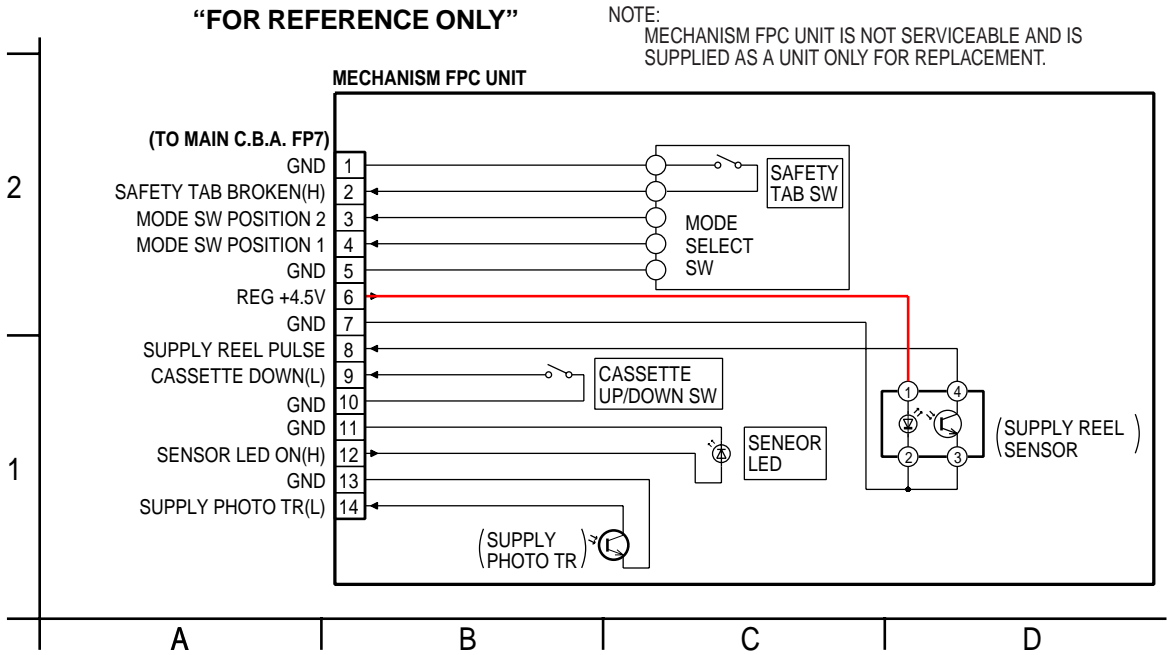 “FOR REFERENCE ONLY”
NOTE:
MECHANISM FPC UNIT IS NOT SERVICEABLE AND IS
SUPPLIED AS A UNIT ONLY FOR REPLACEMENT.
MECHANISM FPC UNIT
(TO MAIN C.B.A. FP7)
GND 1
SAFETY TAB BROKEN(H) 2
MODE SW POSITION 2 3
MODE SW POSITION 1 4
GND 5
REG +4.5V 6
GND 7
SUPPLY REEL PULSE 8
CASSETTE DOWN(L) 9
GND 10
GND 11
SENSOR LED ON(H) 12
GND 13
SUPPLY PHOTO TR(L) 14
SAFETY
TAB SW
MODE
SELECT
SW
CASSETTE
UP/DOWN SW
SENEOR
LED
(SUPPLY
PHOTO TR)
1 4
2 3
(SUPPLY REEL
SENSOR)
2
1
A B C D